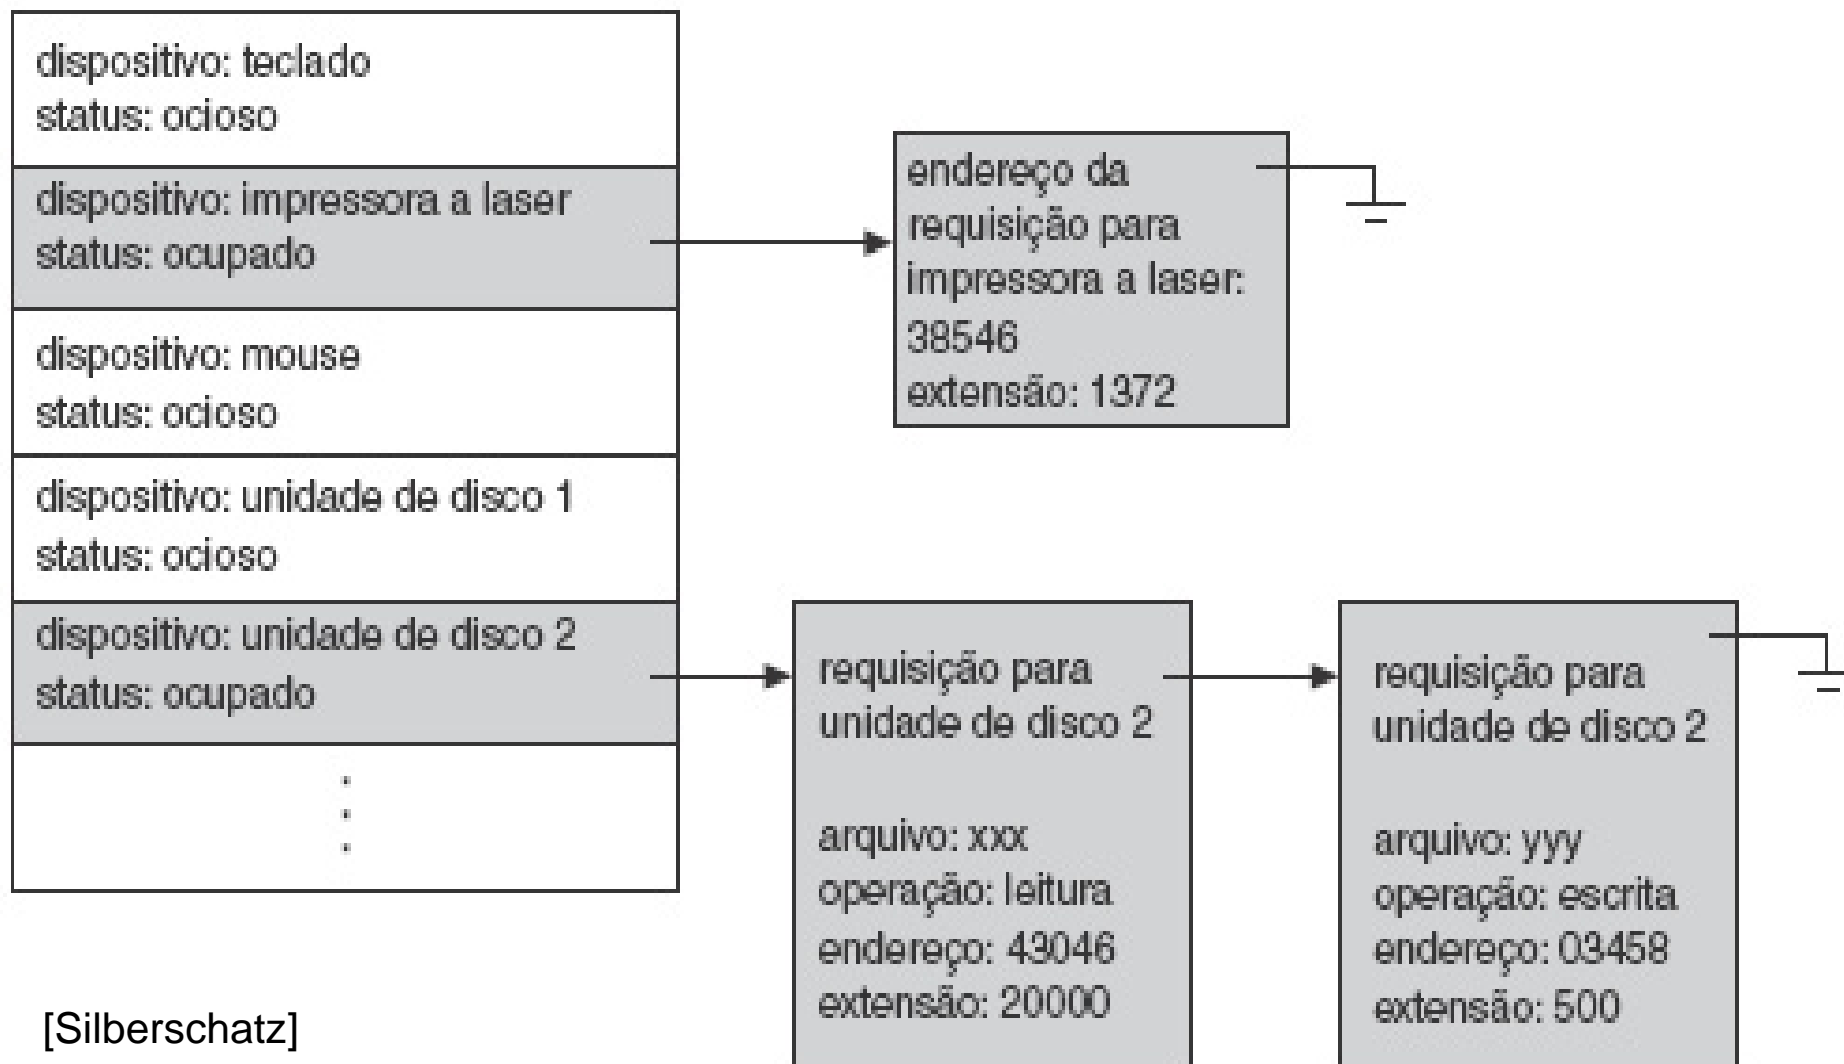 dispositivo: teclado
status: ocioso
dispositivo: impressora a laser
status: ocupado
endereço da
requisição para
impressora a laser:
38546
extensão: 1372
dispositivo: mouse
status: ocioso
dispositivo: unidade de disco 1
status: ocioso
dispositivo: unidade de disco 2
status: ocupado
requisição para
unidade de disco 2
arquivo: xxx
operação: leitura
endereço: 43046
extensão: 20000
requisição para
unidade de disco 2
arquivo: yyy
operação: escrita
endereço: 03458
extensão: 500
[Silberschatz]